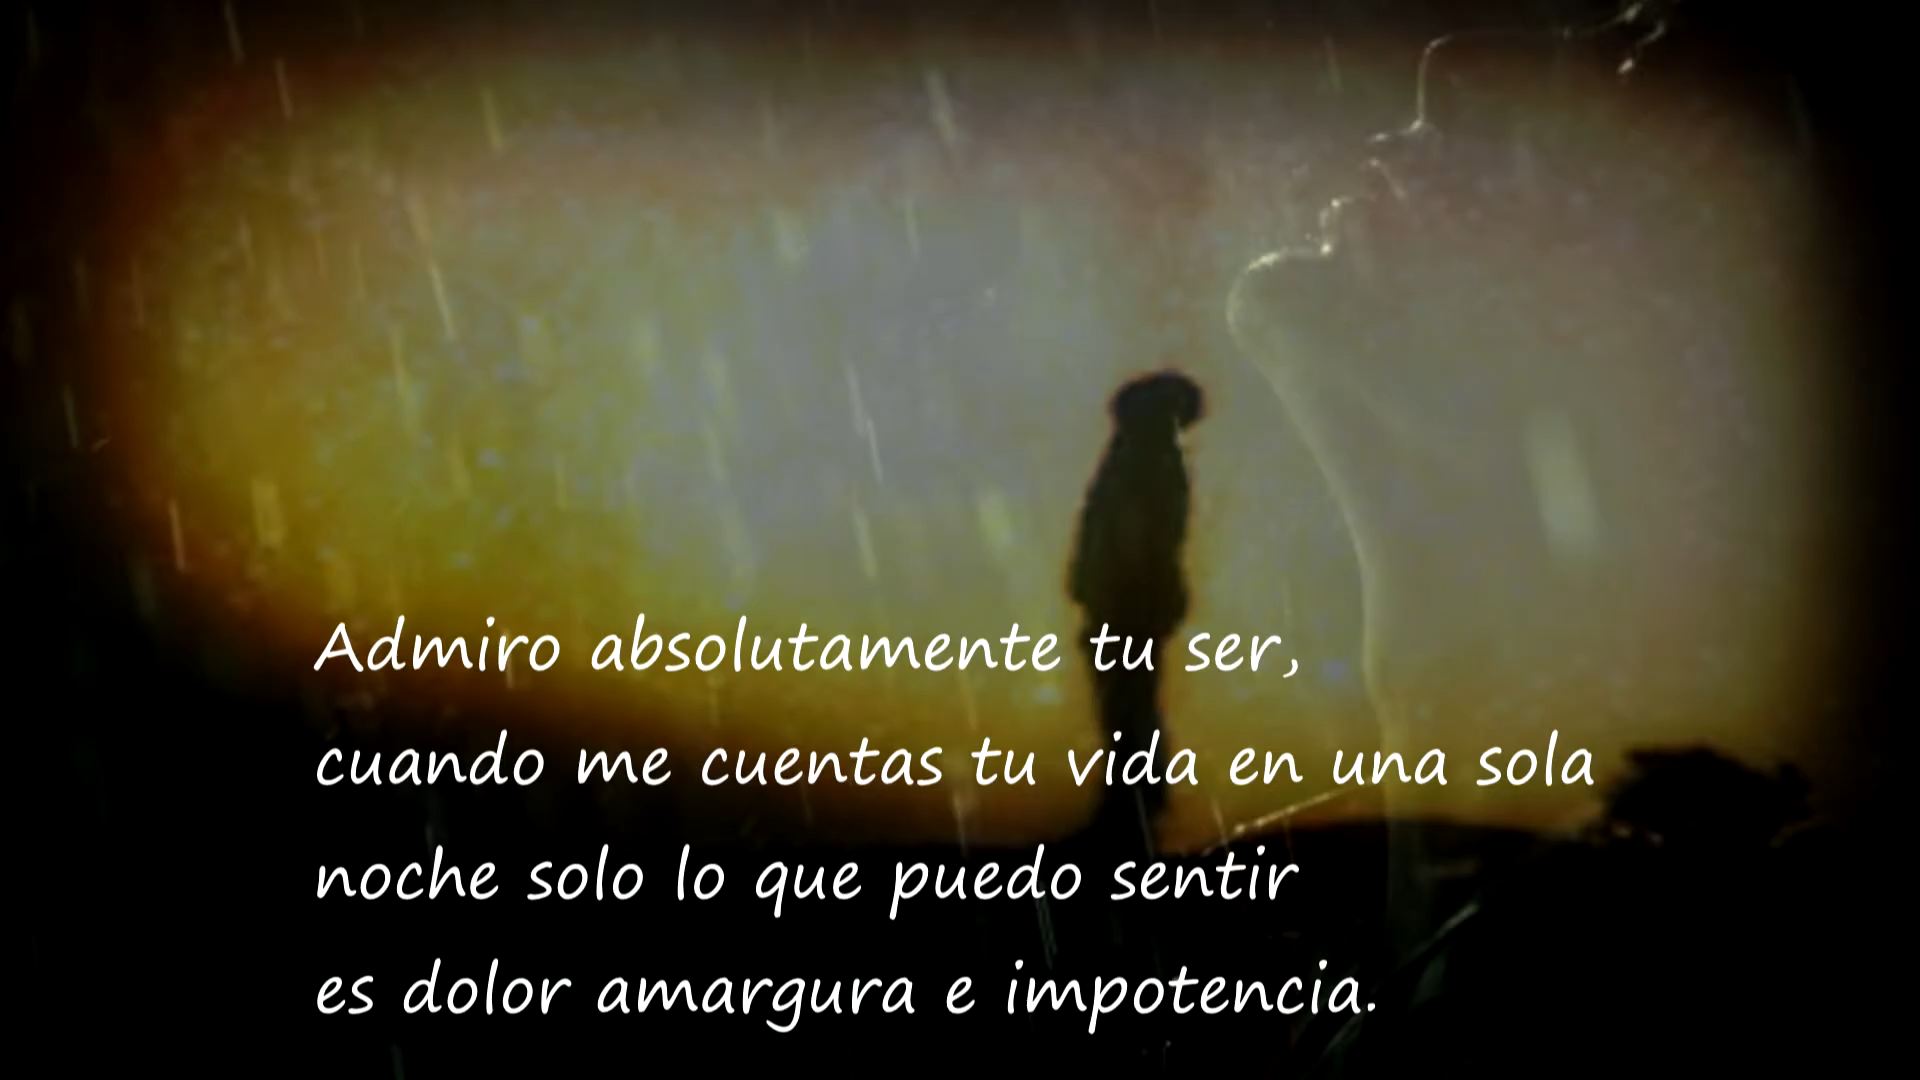 Admiro absolutamente tu ser,
cuando me cuentas tu vida en una sola
noche solo lo que puedo sentir
es dolor amargura e impotencia.